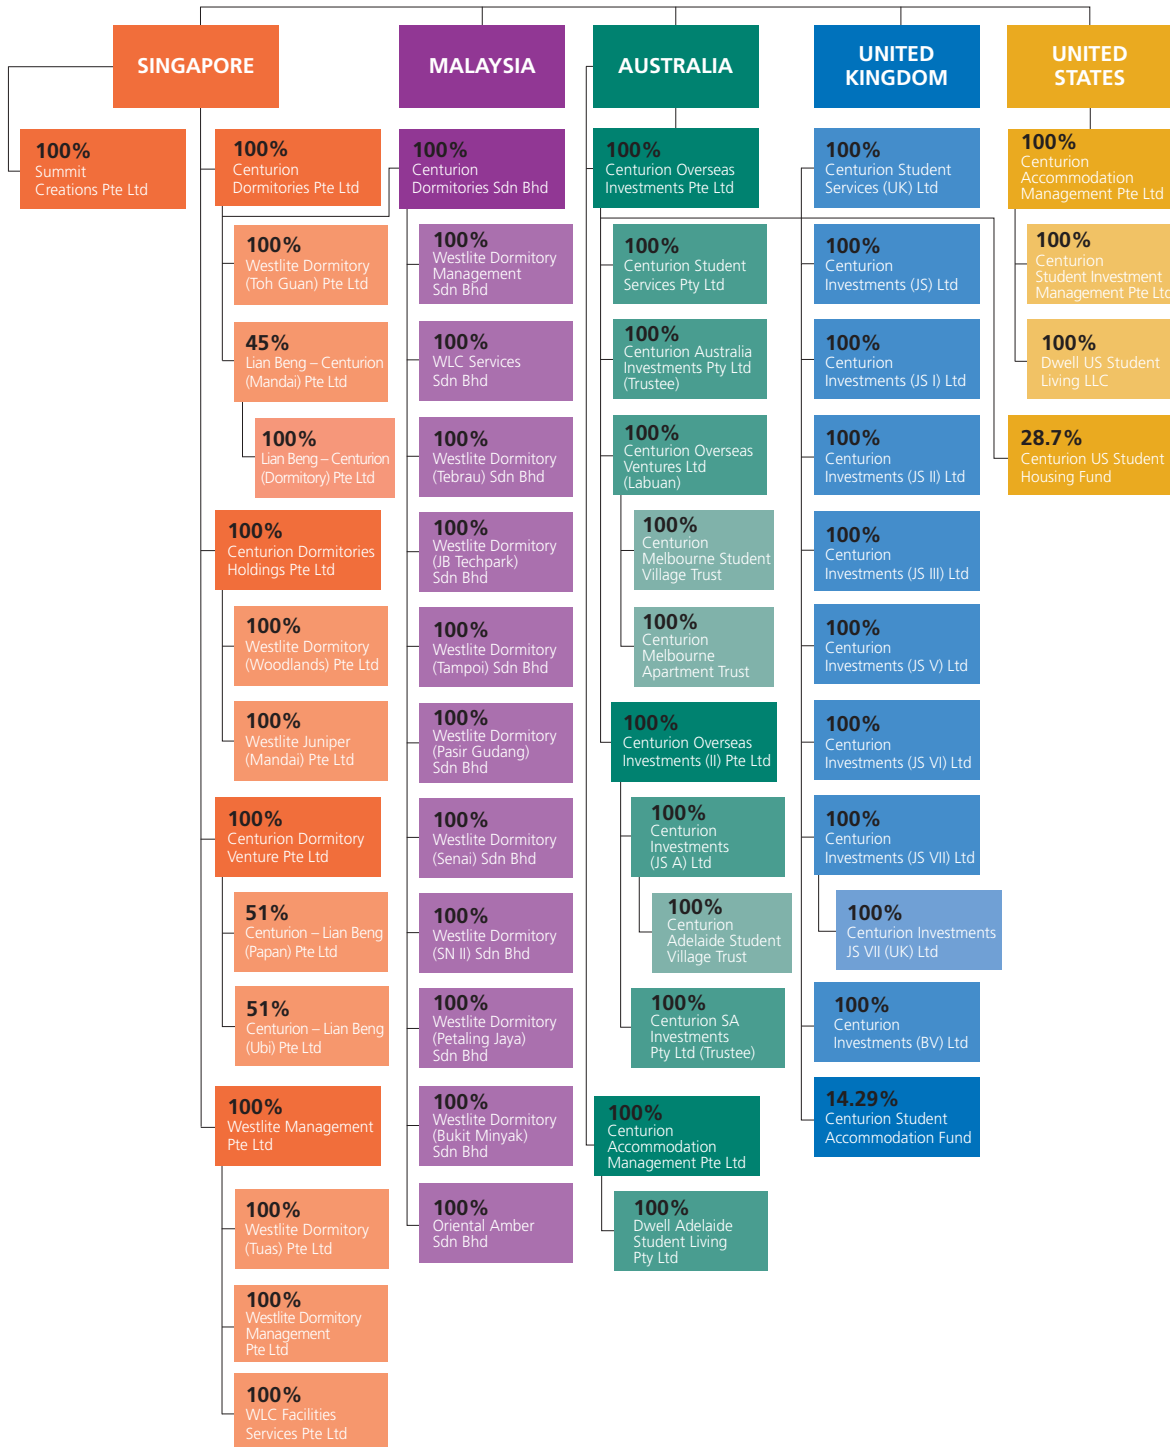 SINGAPORE
100%
Summit
Creations Pte Ltd
100%
Centurion
Dormitories Pte Ltd
100%
Westlite Dormitory
(Toh Guan) Pte Ltd
45%
Lian Beng – Centurion
(Mandai) Pte Ltd
100%
Lian Beng – Centurion
(Dormitory) Pte Ltd
100%
Centurion Dormitories
Holdings Pte Ltd
100%
Westlite Dormitory
(Woodlands) Pte Ltd
100%
Westlite Juniper
(Mandai) Pte Ltd
100%
Centurion Dormitory
Venture Pte Ltd
51%
Centurion – Lian Beng
(Papan) Pte Ltd
51%
Centurion – Lian Beng
(Ubi) Pte Ltd
100%
Westlite Management
Pte Ltd
100%
Westlite Dormitory
(Tuas) Pte Ltd
100%
Westlite Dormitory
Management
Pte Ltd
100%
WLC Facilities
Services Pte Ltd
MALAYSIA
100%
Centurion
Dormitories Sdn Bhd
100%
Westlite Dormitory
Management
Sdn Bhd
100%
WLC Services
Sdn Bhd
100%
Westlite Dormitory
(Tebrau) Sdn Bhd
100%
Westlite Dormitory
(JB Techpark)
Sdn Bhd
100%
Westlite Dormitory
(Tampoi) Sdn Bhd
100%
Westlite Dormitory
(Pasir Gudang)
Sdn Bhd
100%
Westlite Dormitory
(Senai) Sdn Bhd
100%
Westlite Dormitory
(SN II) Sdn Bhd
100%
Westlite Dormitory
(Petaling Jaya)
Sdn Bhd
100%
Westlite Dormitory
(Bukit Minyak)
Sdn Bhd
100%
Oriental Amber
Sdn Bhd
AUSTRALIA
100%
Centurion Overseas
Investments Pte Ltd
100%
Centurion Student
Services Pty Ltd
100%
Centurion Australia
Investments Pty Ltd
(Trustee)
100%
Centurion Overseas
Ventures Ltd
(Labuan)
100%
Centurion
Melbourne Student
Village Trust
100%
Centurion
Melbourne
Apartment Trust
100%
Centurion Overseas
Investments (II) Pte Ltd
100%
Centurion
Investments
(JS A) Ltd
100%
Centurion
Adelaide Student
Village Trust
100%
Centurion SA
Investments
Pty Ltd (Trustee)
100%
Centurion
Accommodation
Management Pte Ltd
100%
Dwell Adelaide
Student Living
Pty Ltd
UNITED
KINGDOM
100%
Centurion Student
Services (UK) Ltd
100%
Centurion
Investments (JS) Ltd
100%
Centurion
Investments (JS I) Ltd
100%
Centurion
Investments (JS II) Ltd
100%
Centurion
Investments (JS III) Ltd
100%
Centurion
Investments (JS V) Ltd
100%
Centurion
Investments (JS VI) Ltd
100%
Centurion
Investments (JS VII) Ltd
100%
Centurion Investments
JS VII (UK) Ltd
100%
Centurion
Investments (BV) Ltd
14.29%
Centurion Student
Accommodation Fund
UNITED
STATES
100%
Centurion
Accommodation
Management Pte Ltd
100%
Centurion
Student Investment
Management Pte Ltd
100%
Dwell US Student
Living LLC
28.7%
Centurion US Student
Housing Fund